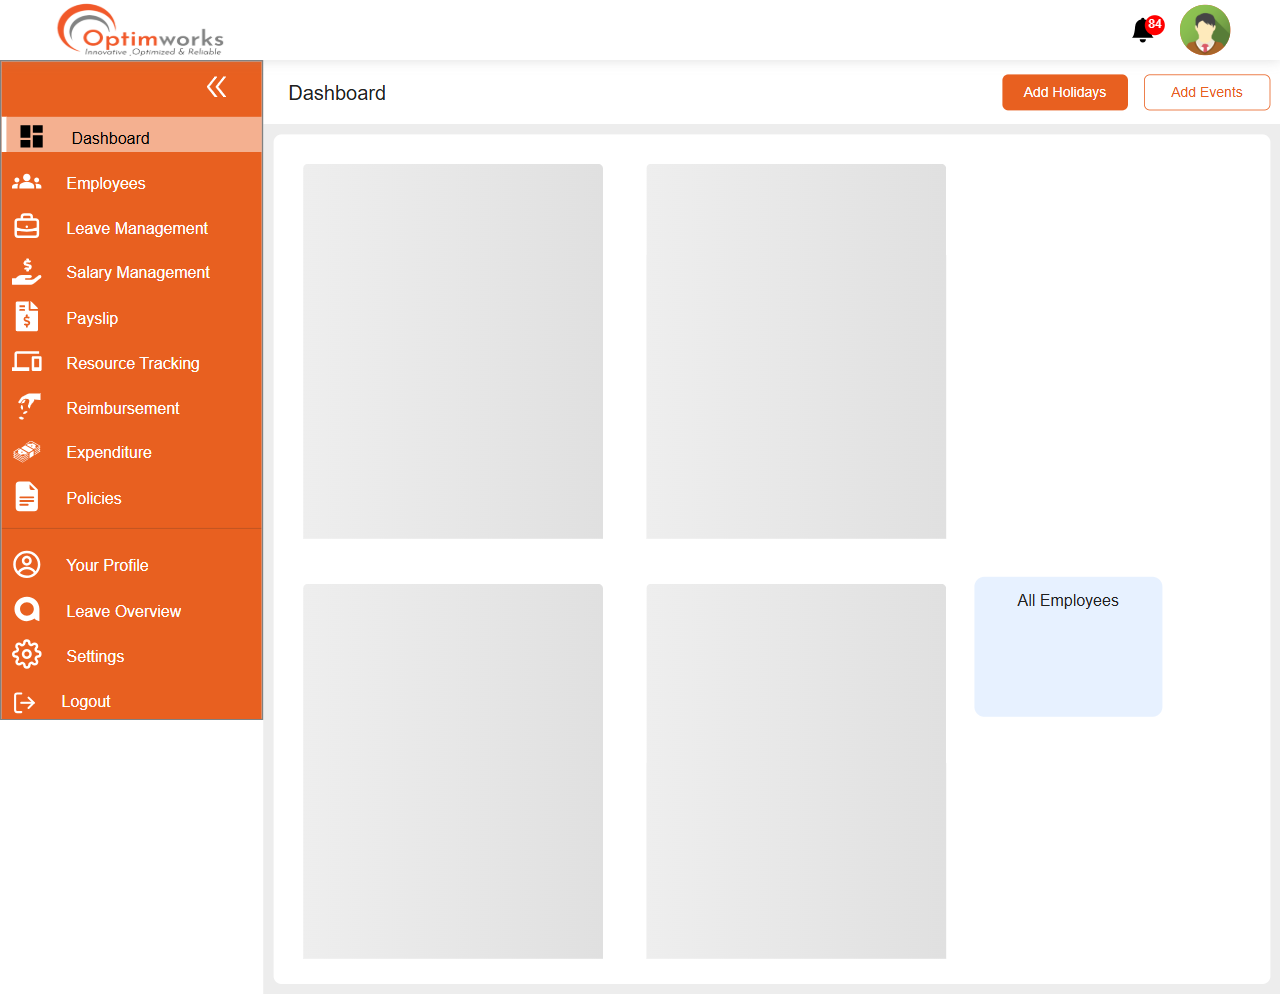 Optimworks
Innovative ,Optimized & Reliable
84
Dashboard
Add Holidays
Add Events
Dashboard
Employees
Leave Management
Salary Management
Payslip
Resource Tracking
Reimbursement
Expenditure
Policies
Your Profile
Leave Overview
Settings
Logout
All Employees